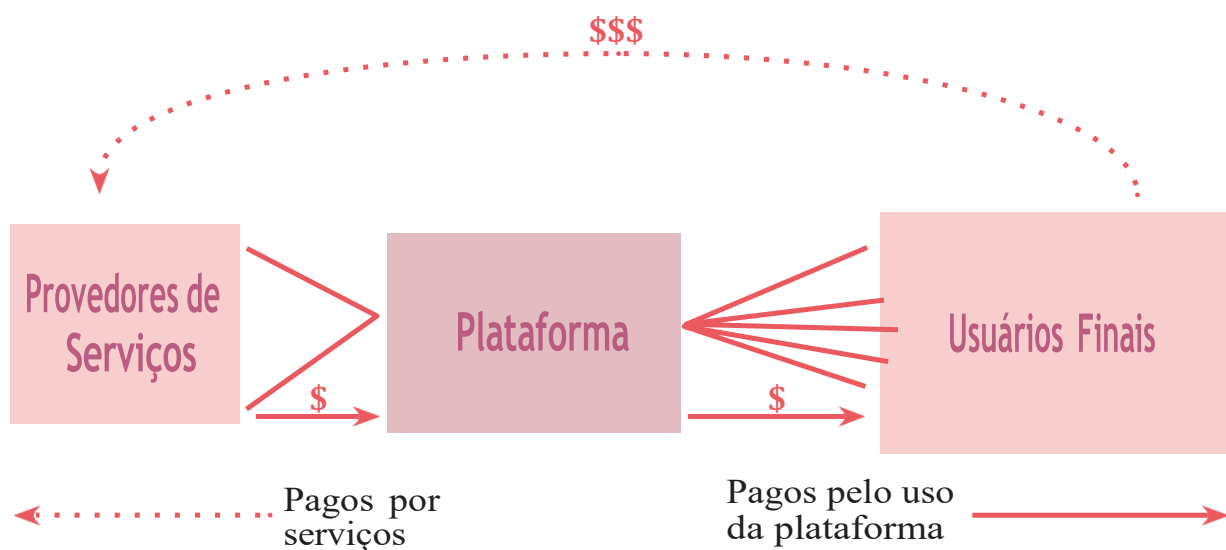 $$$
Provedores de
Serviços
Plataforma
Usuários Finais
$
$
Pagos por
serviços
Pagos pelo uso
da plataforma